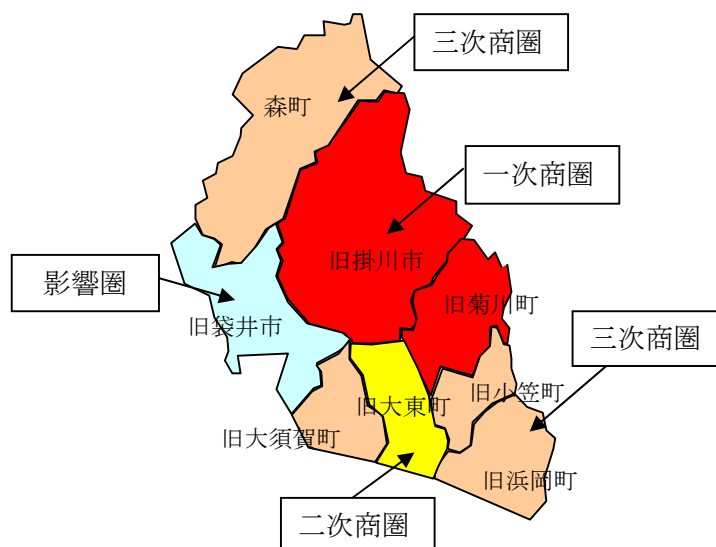 三次商圏
森町
一次商圏
旧掛川市
影響圏
旧菊川町
旧袋井市
三次商圏
旧小笠町
旧大東町
旧大須賀町
旧浜岡町
二次商圏